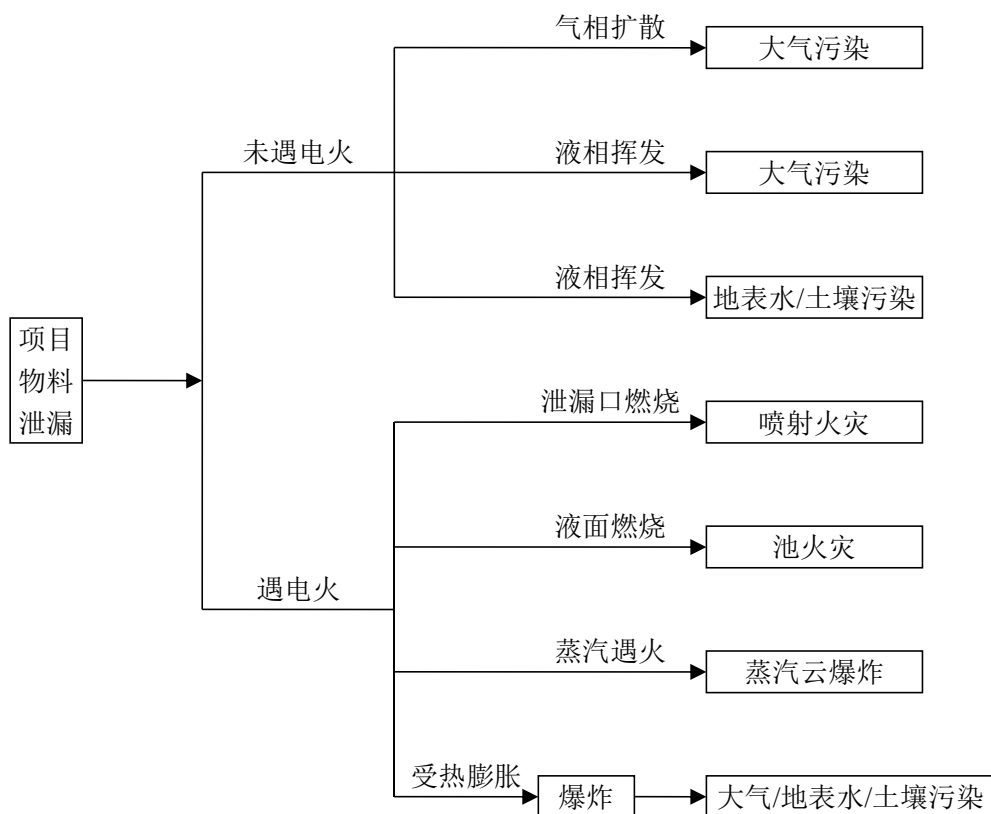 气相扩散
大气污染
未遇电火
液相挥发
大气污染
液相挥发
地表水/土壤污染
项目
物料
泄漏
泄漏口燃烧
喷射火灾
液面燃烧
池火灾
遇电火
蒸汽遇火
蒸汽云爆炸
受热膨胀
爆炸
大气/地表水/土壤污染